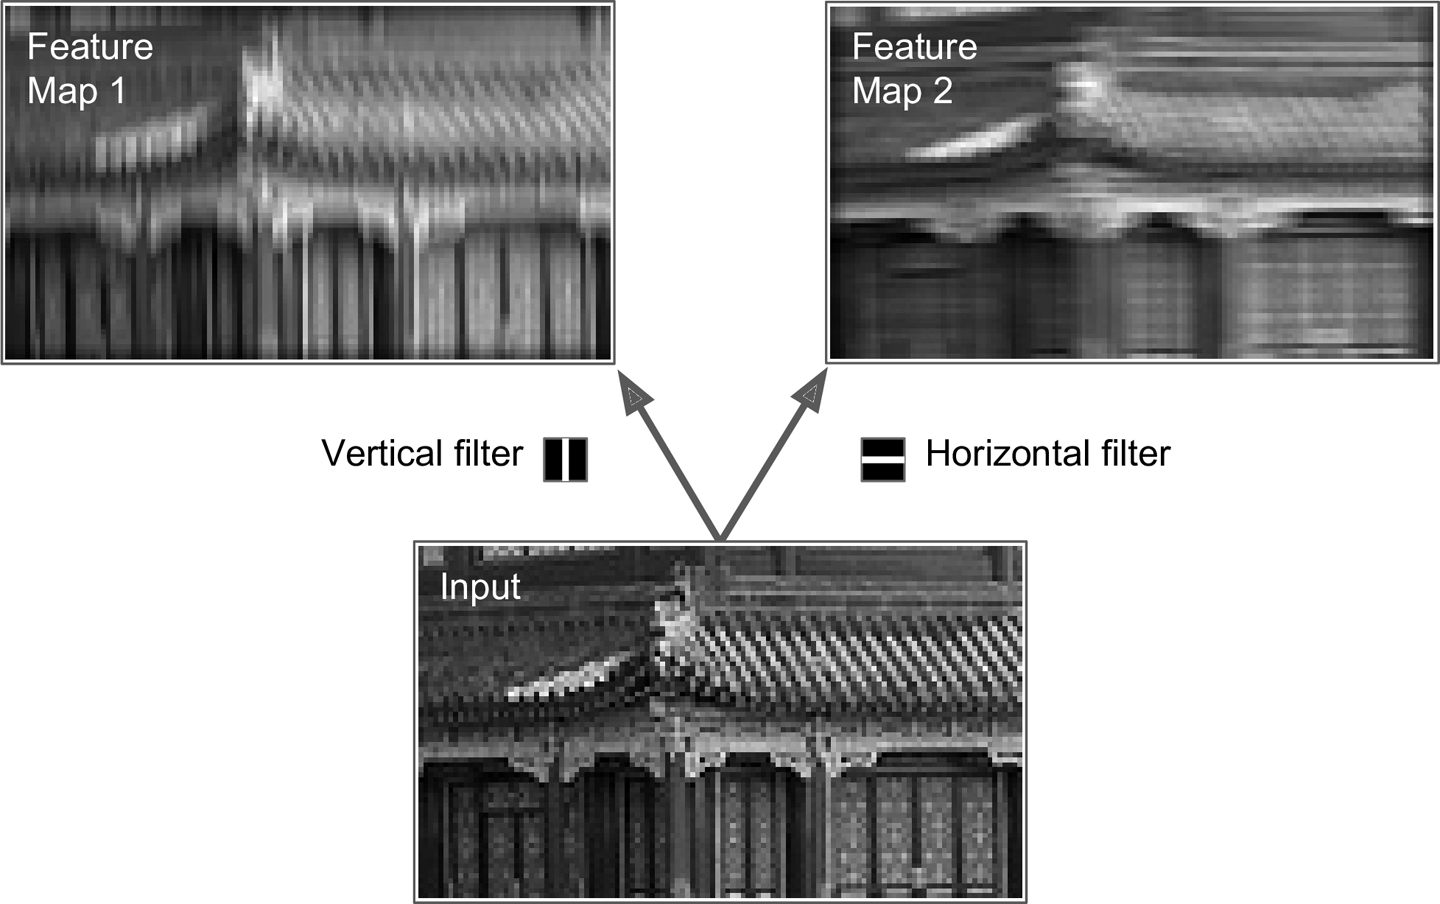 Feature
Map 1
Feature
Map 2
Vertical filter
Horizontal filter
Input